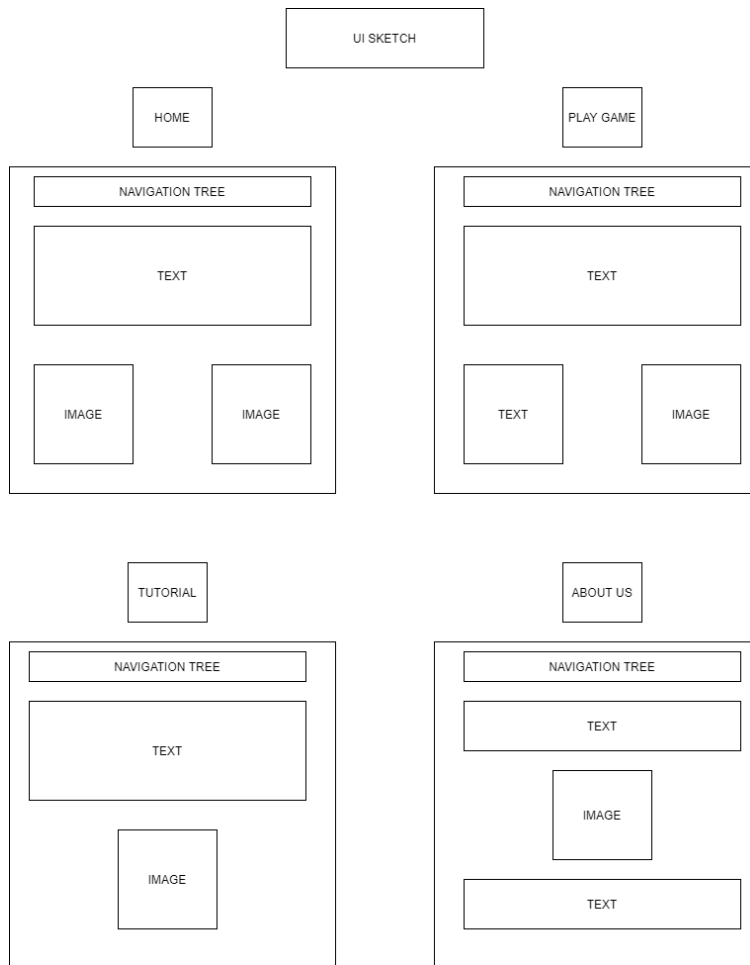 UI SKETCH
HOME
PLAY GAME
NAVIGATION TREE
NAVIGATION TREE
TEXT
TEXT
IMAGE
IMAGE
TEXT
IMAGE
TUTORIAL
ABOUT US
NAVIGATION TREE
NAVIGATION TREE
TEXT
TEXT
IMAGE
IMAGE
TEXT